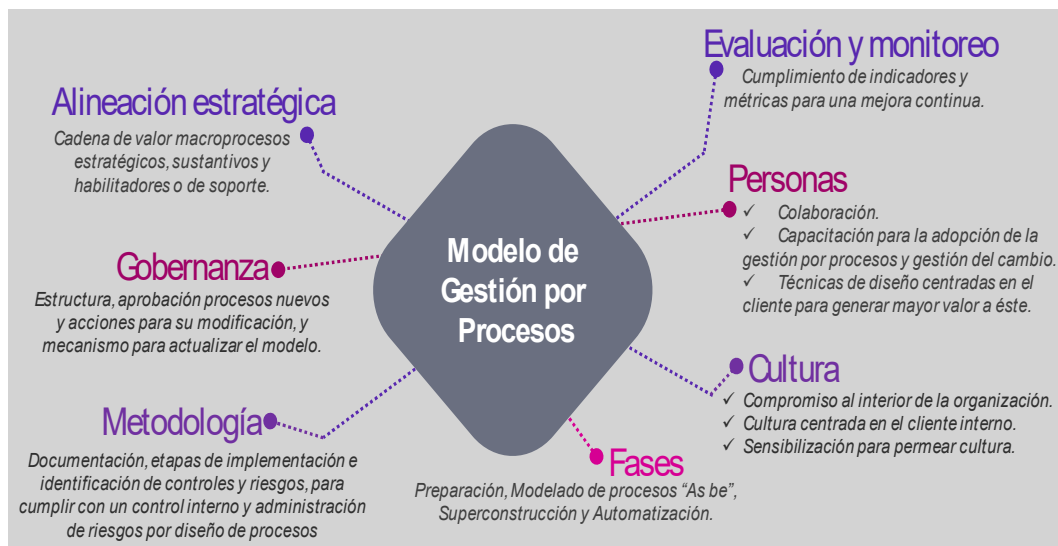 Alineación estratégica
Cadena de valor macroprocesos
estratégicos, sustantivos y
habilitadores o de soporte.
Gobernanza
Estructura, aprobación procesos nuevos
y acciones para su modificación, y
mecanismo para actualizar el modelo.
Metodología
Documentación, etapas de implementación e
identificación de controles y riesgos, para
cumplir con un control interno y administración
de riesgos por diseño de procesos
Modelo de
Gestión por
Procesos
Evaluación y monitoreo
Cumplimiento de indicadores y
métricas para una mejora continua.
Personas
✓ Colaboración.
✓ Capacitación para la adopción de la
gestión por procesos y gestión del cambio.
✓ Técnicas de diseño centradas en el
cliente para generar mayor valor a éste.
Cultura
✓ Compromiso al interior de la organización.
✓ Cultura centrada en el cliente interno.
✓ Sensibilización para permear cultura.
Fases
Preparación, Modelado de procesos “As be”,
Superconstrucción y Automatización.